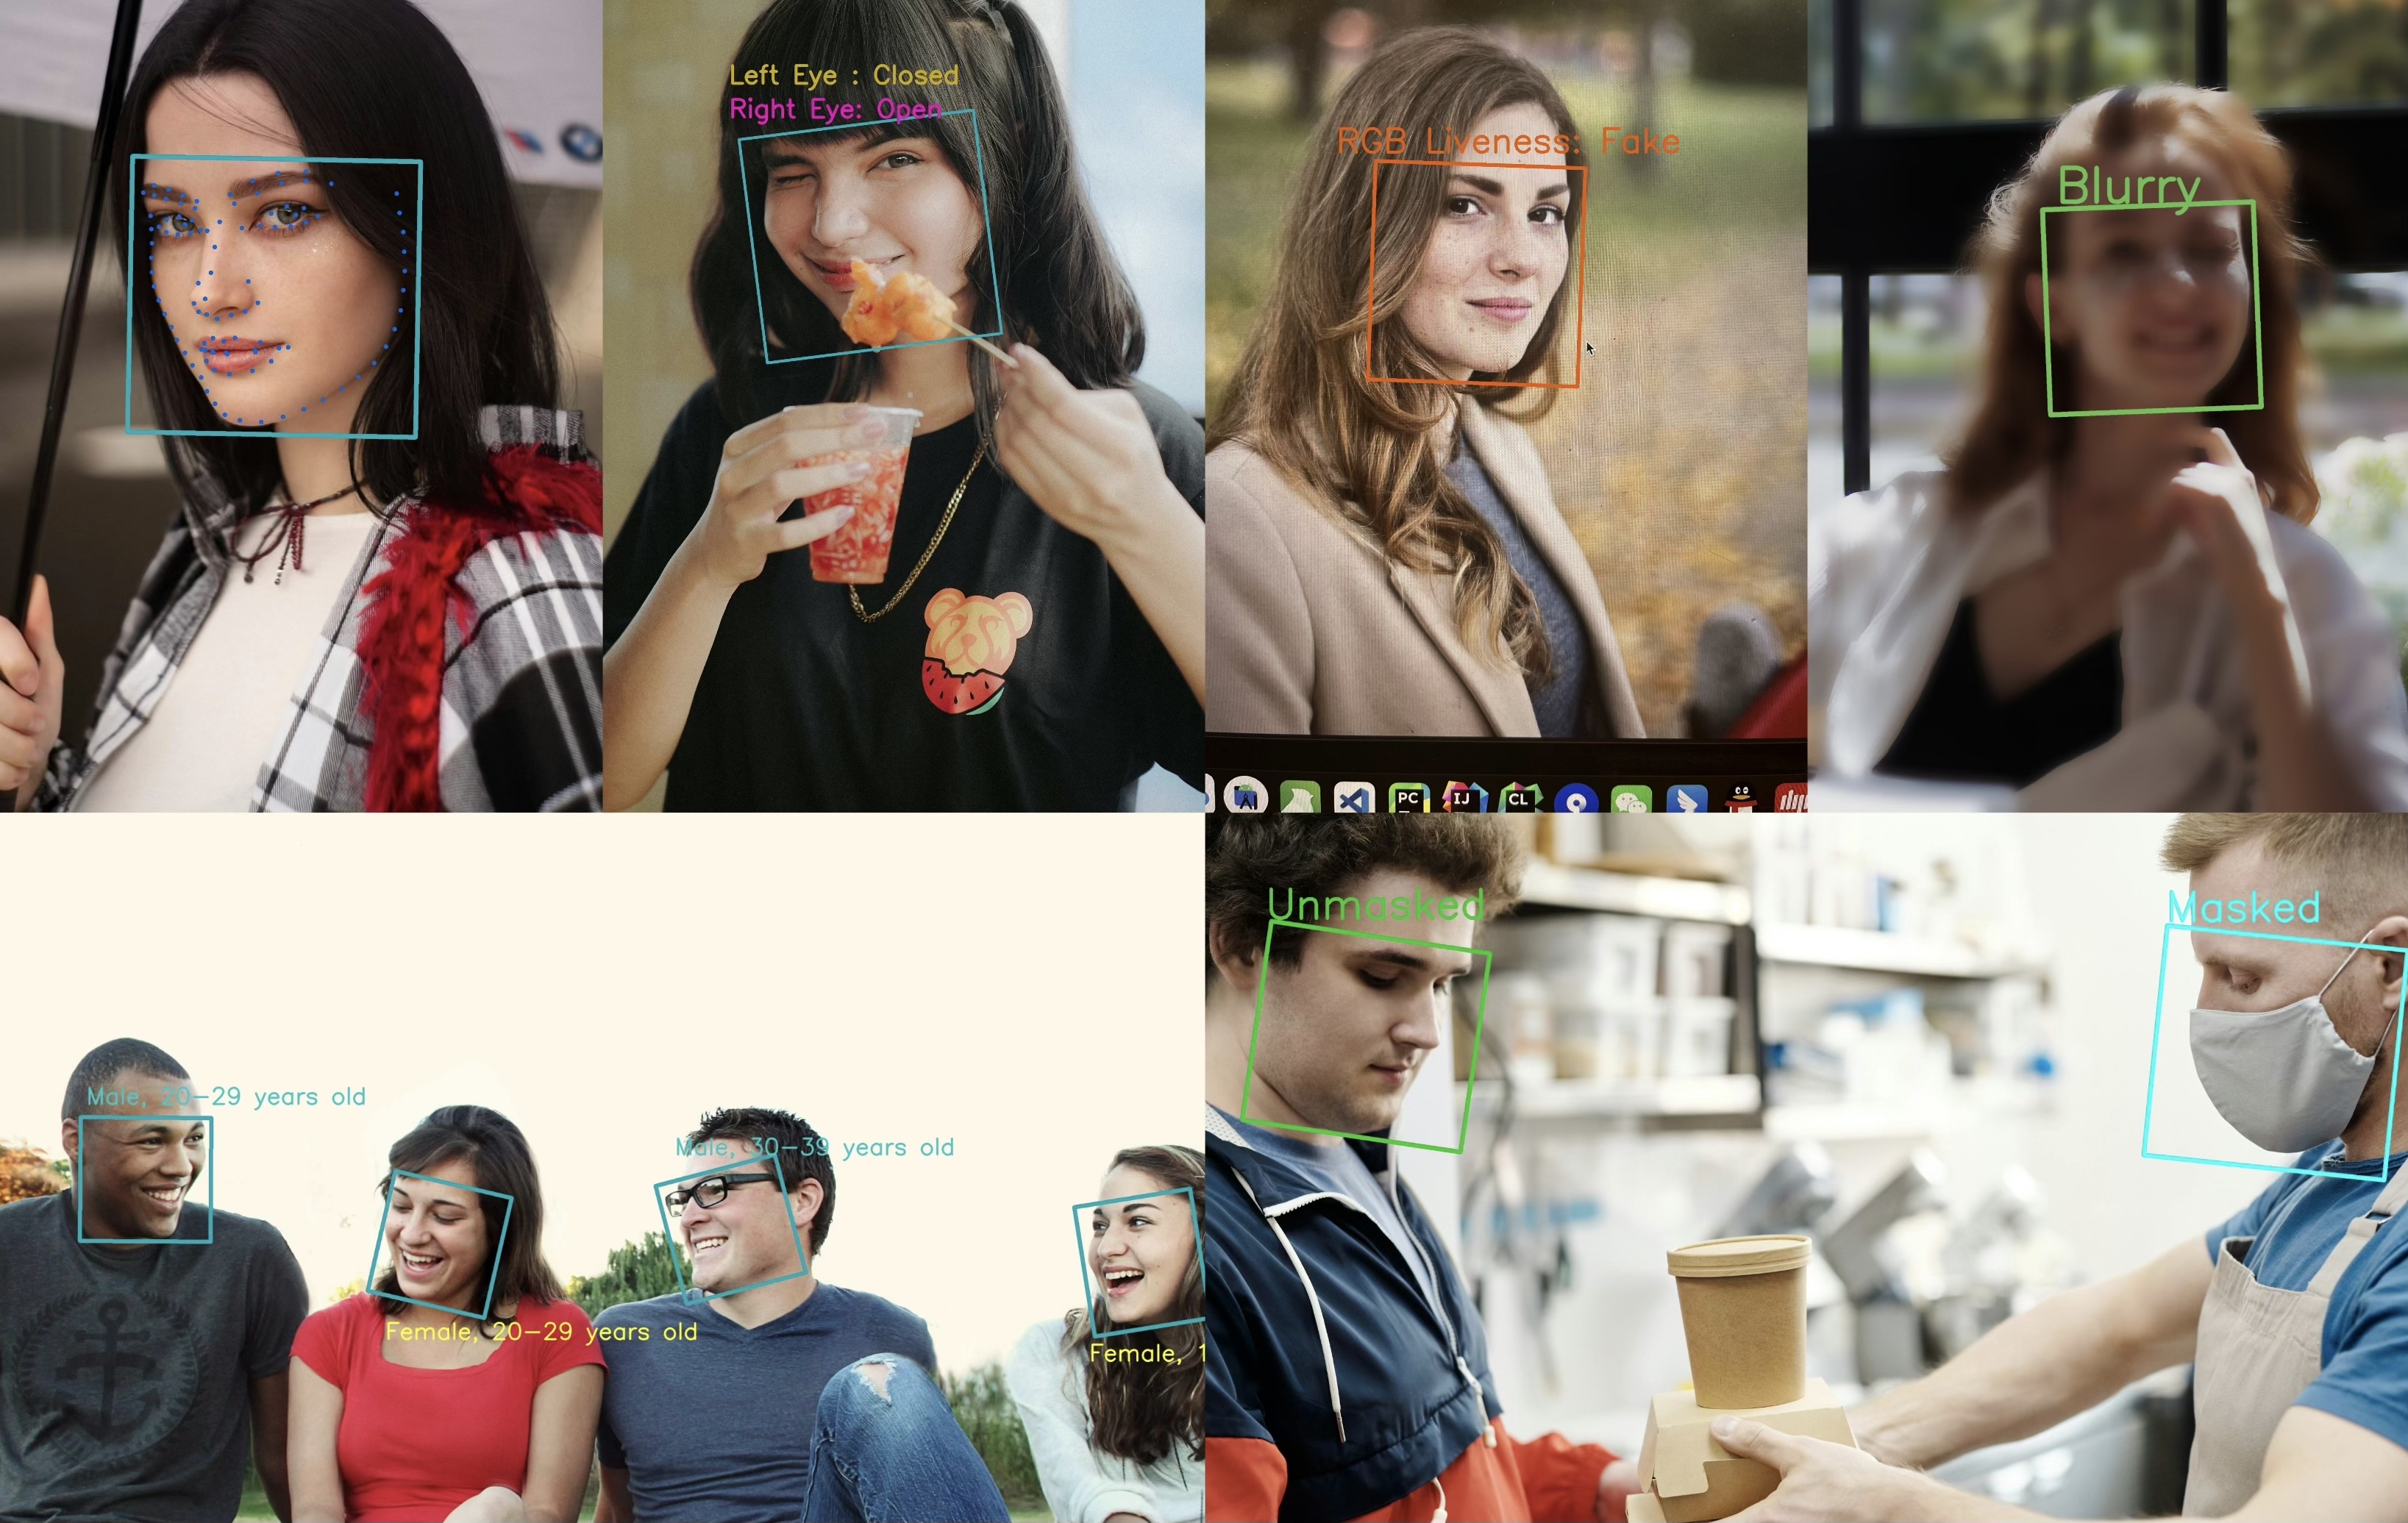 Left Eye : Closed
Right Eye: Open
RGB Liveness: Fake
Blurry
PC
IJ
CL
Male, 20-29 years old
Male, 30-39 years old
Female, 20-29 years old
Female, 1
Unmasked
Masked